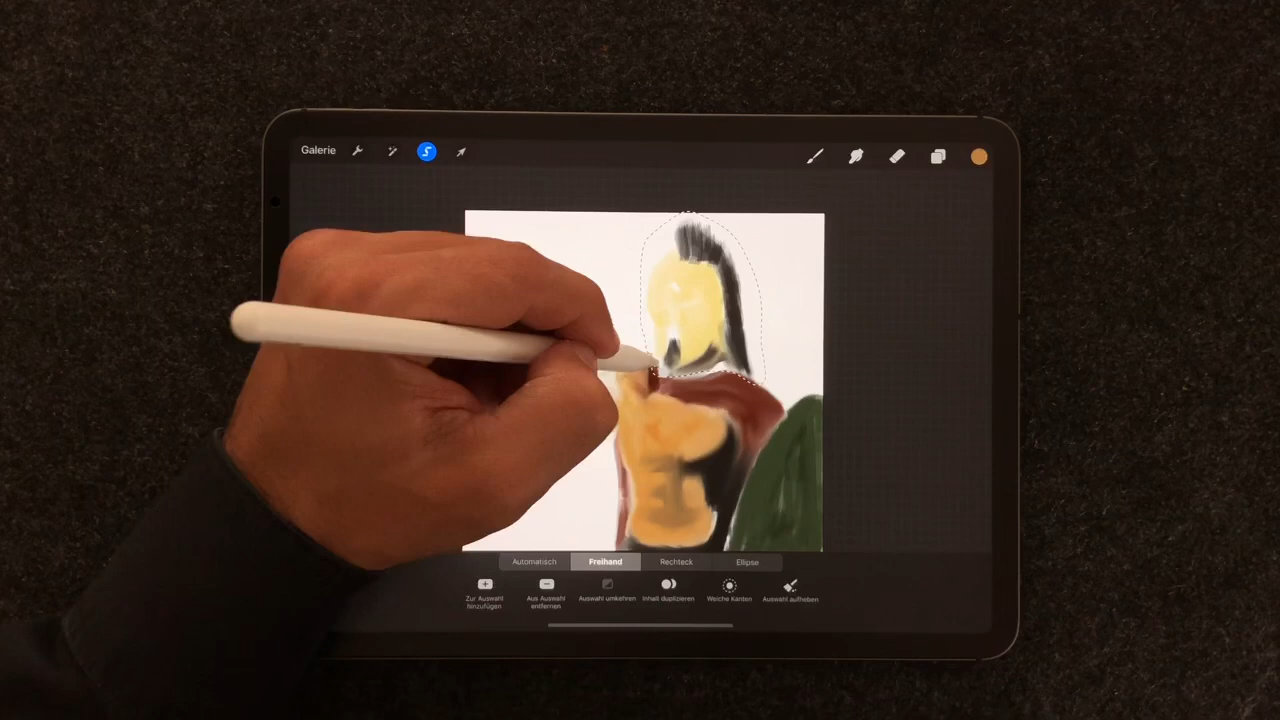 Galerie
Automatisch
Freihand
Rechteck
Ellipse
Zur Auswahl
hinzufügen
Aus Auswahl
entfernen
Auswahl umkehren
Inhalt duplizieren
Weiche Kanten
Auswahl aufheben